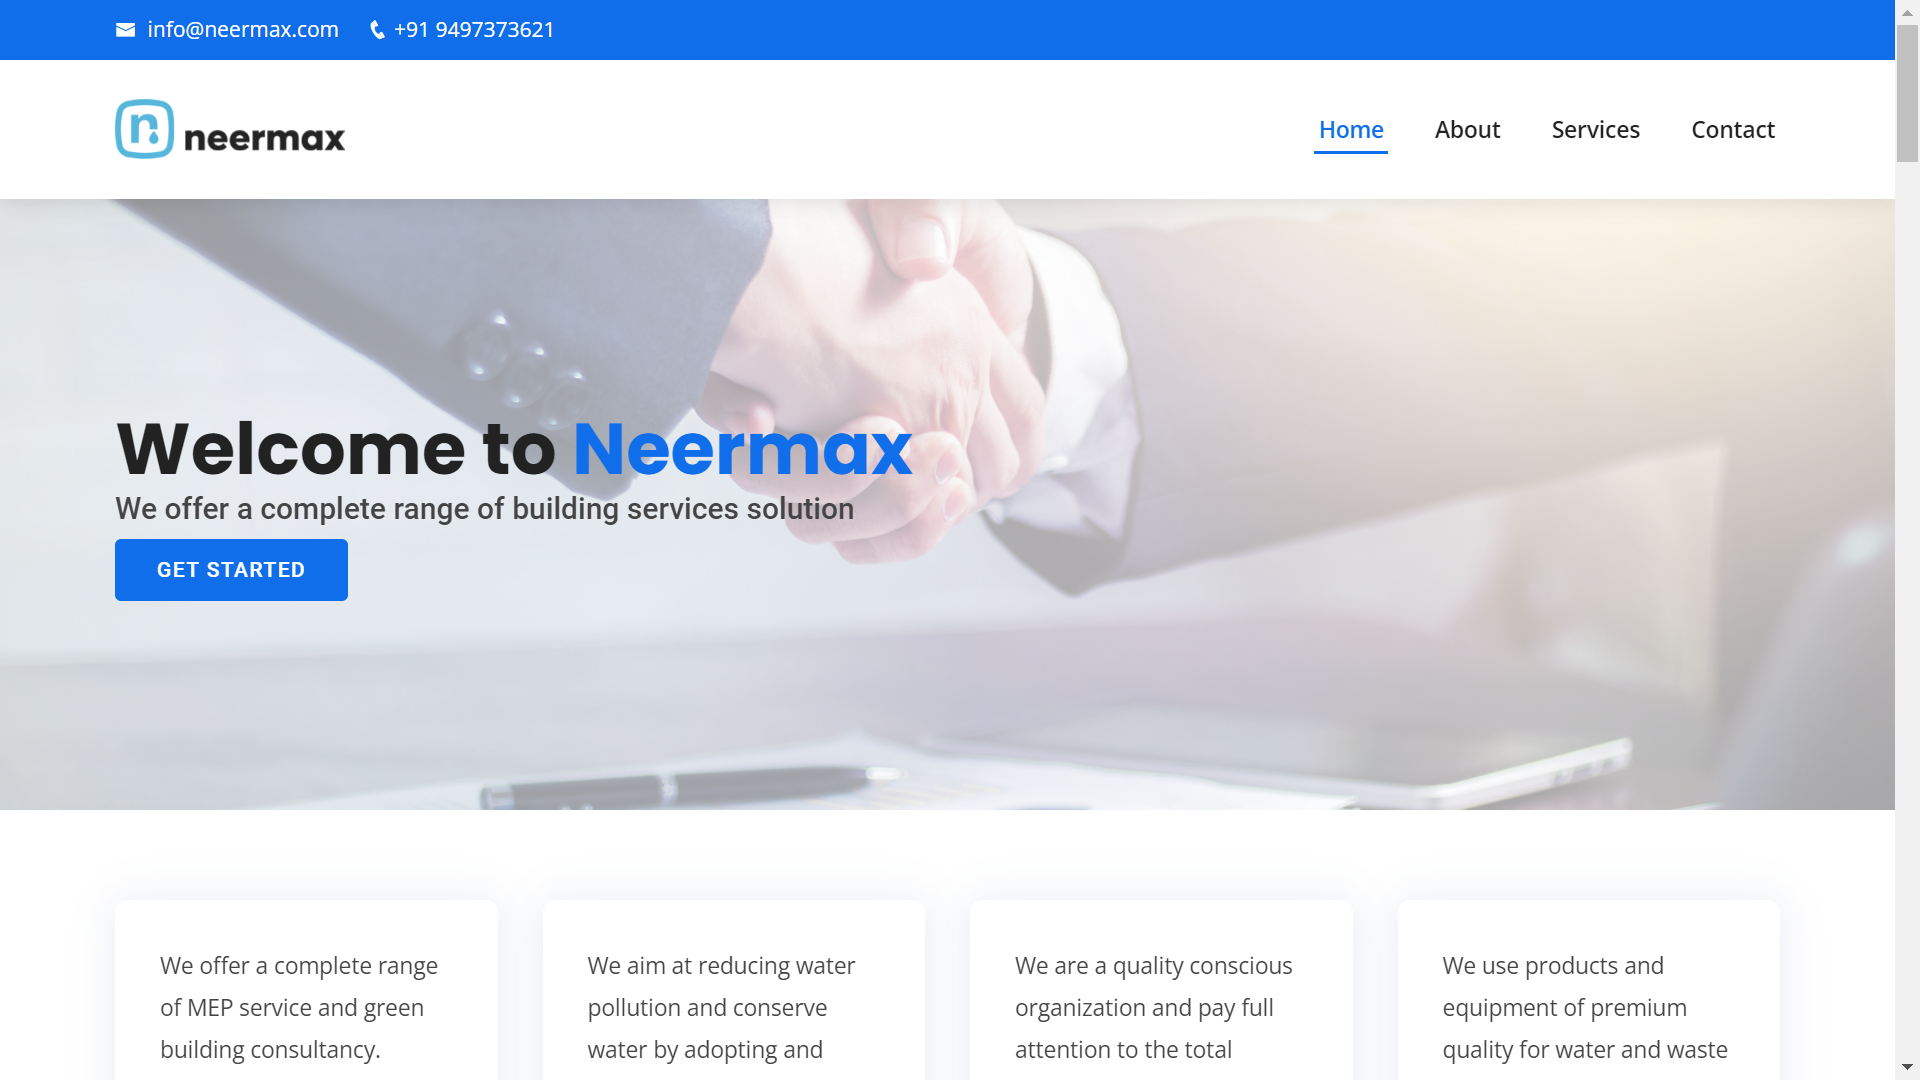 info@neermax.com +91 9497373621
n neermax
Home About Services Contact
Welcome to Neermax
We offer a complete range of building services solution
GET STARTED
We offer a complete range
of MEP service and green
building consultancy.
We aim at reducing water
pollution and conserve
water by adopting and
We are a quality conscious
organization and pay full
attention to the total
We use products and
equipment of premium
quality for water and waste